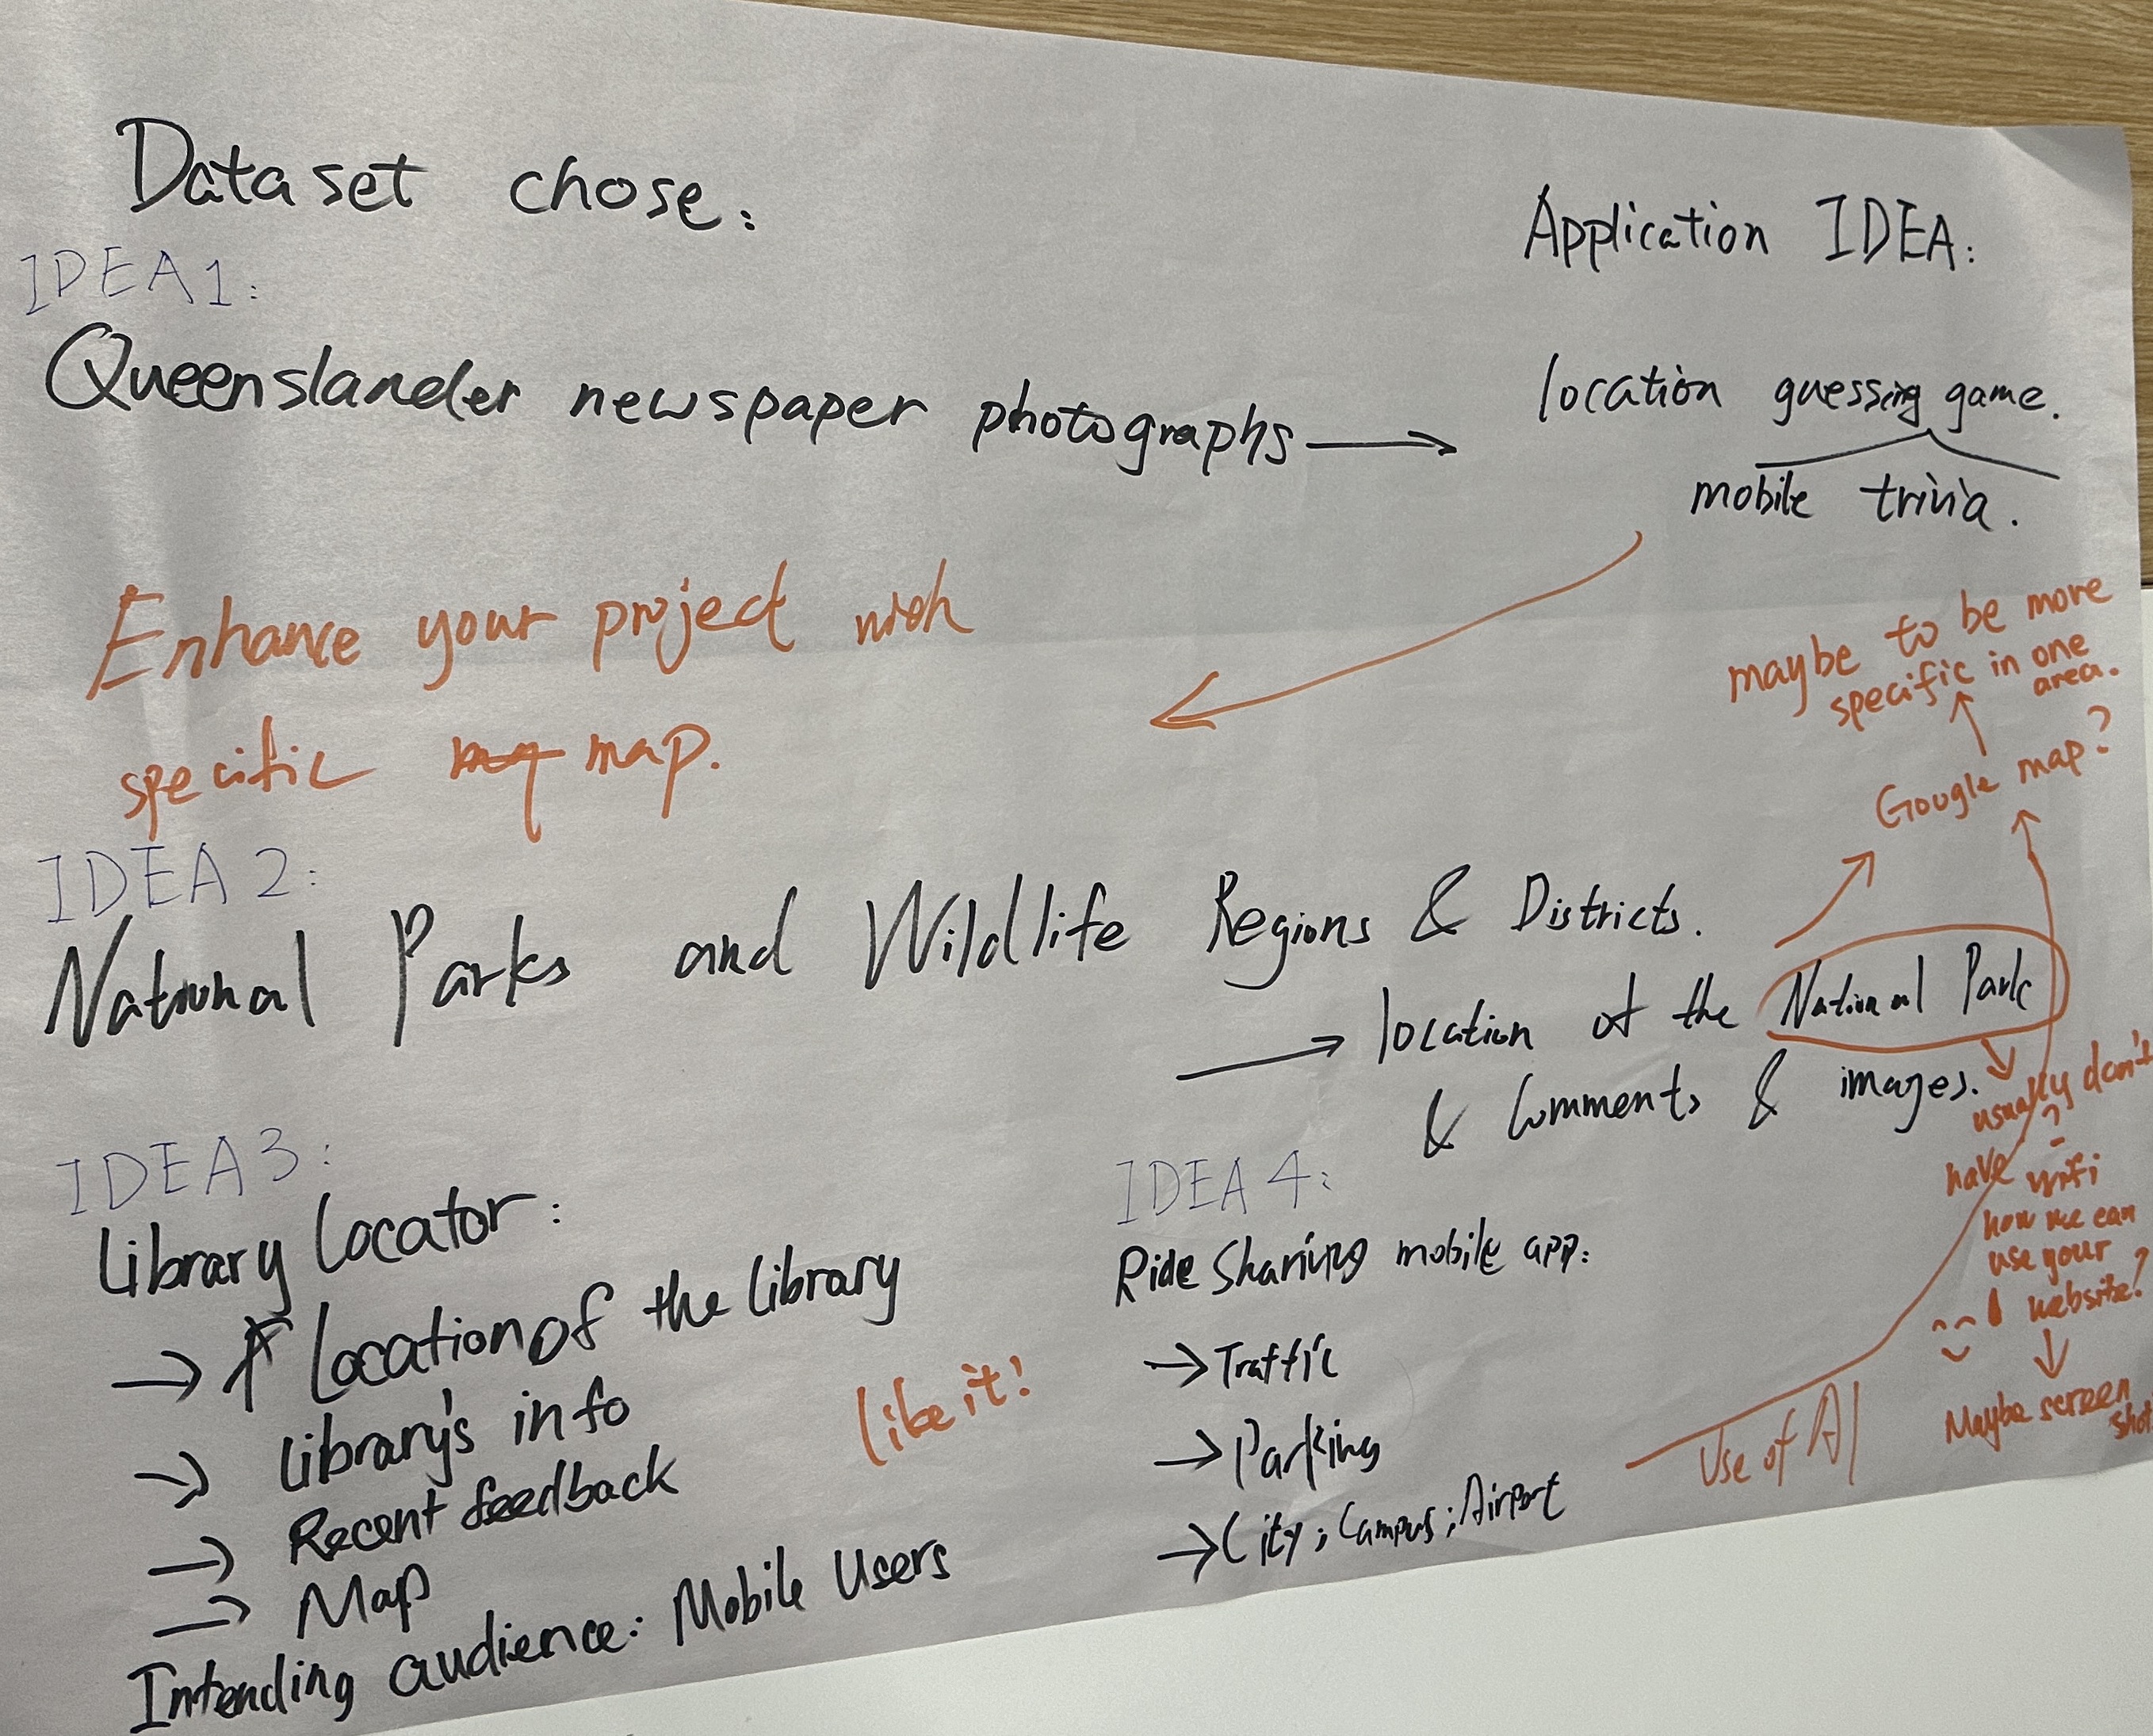 Dataset chose:
Application IDEA:
IDEA1:
Queenslander newspaper photographs
location guessing game.
mobile trivia.
Enhance your project with
specific map.
maybe to be more
specific in one
area.
Google map?
IDEA 2:
National Parks and Wildlife Regions & Districts.
location of the National Park
& Comments & images.
usually don't
have wifi
?
how we can
use your
website?
Maybe screen
shot
IDEA3:
Library Locator:
→ Location of the library
→ library's info
→ Recent feedback
→ Map
Intending audience: Mobile Users
like it!
IDEA 4:
Ride Sharing mobile app:
→ Traffic
→ Parking
→ City; Campus; Airport
Use of AI